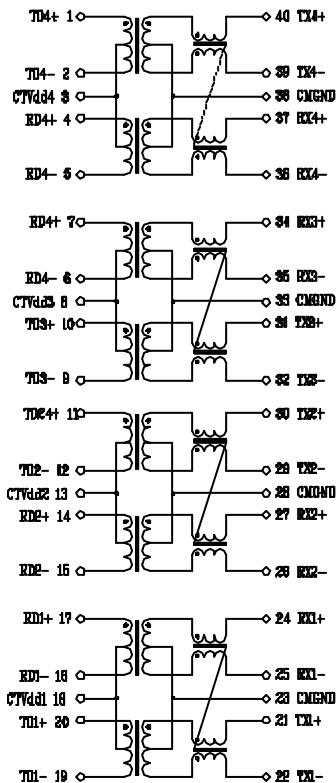 TD4+ 1 40 TX4+
TD4- 2 39 TX4-
CTVdd4 3 38 CMGND
RD4+ 4 37 RX4+
RD4- 5 36 RX4-
RD4+ 7 34 RX3+
RD4- 6 35 RX3-
CTVdd3 8 33 CMGND
TD3+ 10 31 TX3+
TD3- 9 32 TX3-
TD24+ 11 30 TX2+
TD2- 12 29 TX2-
CTVdd2 13 28 CMGND
RD2+ 14 27 RX2+
RD2- 15 26 RX2-
RD1+ 17 24 RX1+
RD1- 16 25 RX1-
CTVdd1 18 23 CMGND
TD1+ 20 21 TX1+
TD1- 19 22 TX1-